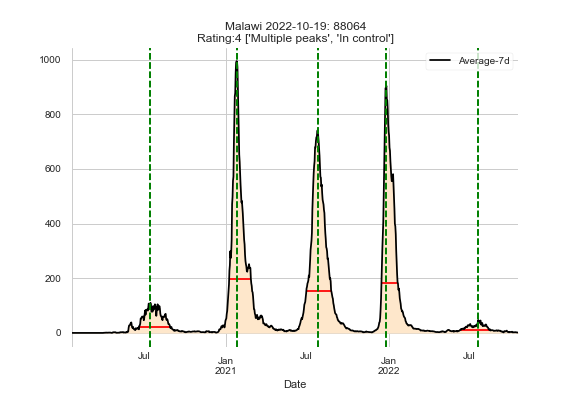 Malawi 2022-10-19: 88064
Rating:4 ['Multiple peaks', 'In control']
Average-7d
1000
800
600
400
200
0
Jul
Jan
2021
Jul
Jan
2022
Jul
Date